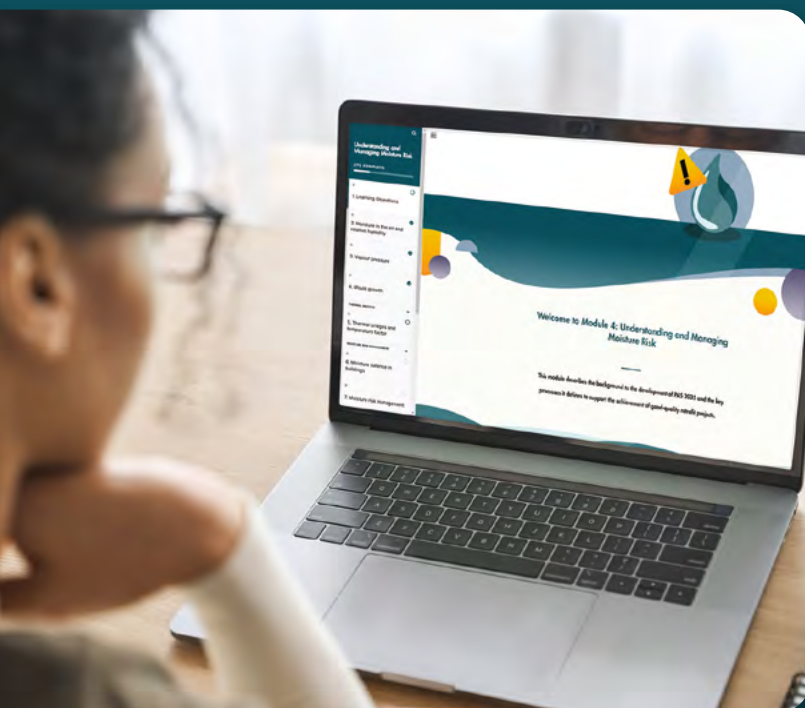 Understanding and
Managing Moisture Risk
1. Learning Objectives
2. Moisture in the air and
relative humidity
3. Vapour pressure
4. Mould growth
5. Thermal bridges and
temperature factor
6. Moisture balance in
buildings
7. Moisture risk management
Welcome to Module 4: Understanding and Managing
Moisture Risk
This module describes the background to the development of PAS 2035 and the key
processes it defines to support the achievement of good-quality retrofit projects.